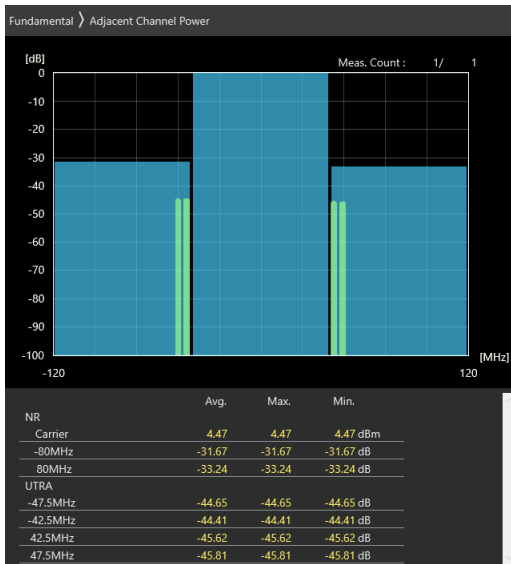 Fundamental 〉 Adjacent Channel Power
[dB]
Meas. Count : 1/ 1
0
-10
-20
-30
-40
-50
-60
-70
-80
-90
-100
[MHz]
-120 120
Avg. Max. Min.
NR
Carrier 4.47 4.47 4.47 dBm
-80MHz -31.67 -31.67 -31.67 dB
80MHz -33.24 -33.24 -33.24 dB
UTRA
-47.5MHz -44.65 -44.65 -44.65 dB
-42.5MHz -44.41 -44.41 -44.41 dB
42.5MHz -45.62 -45.62 -45.62 dB
47.5MHz -45.81 -45.81 -45.81 dB